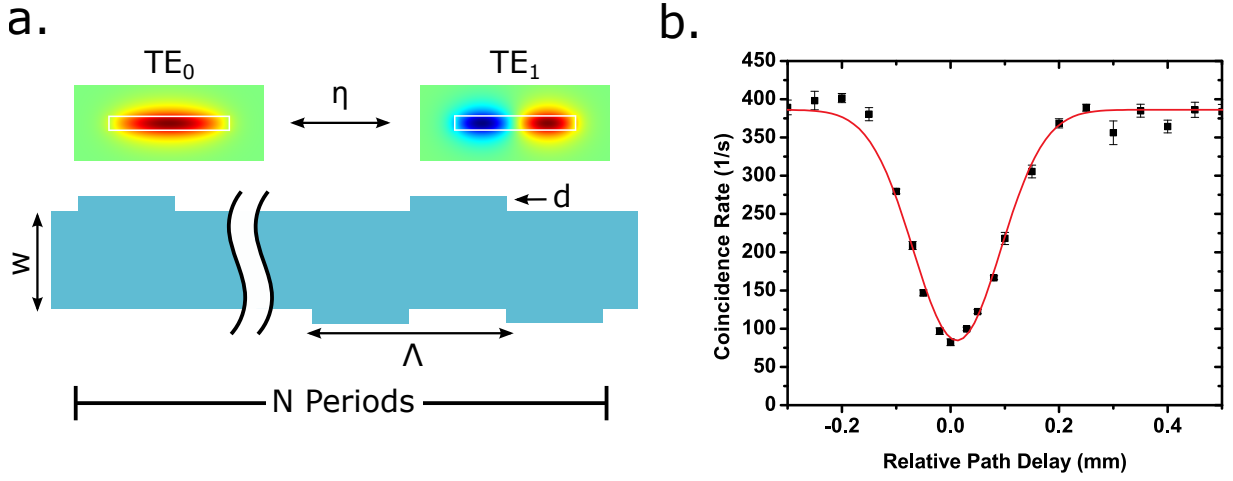 a.
TE₀
TE₁
η
d
w
Λ
N Periods
b.
Coincidence Rate (1/s)
450
400
350
300
250
200
150
100
50
0
-0.2
0.0
0.2
0.4
Relative Path Delay (mm)